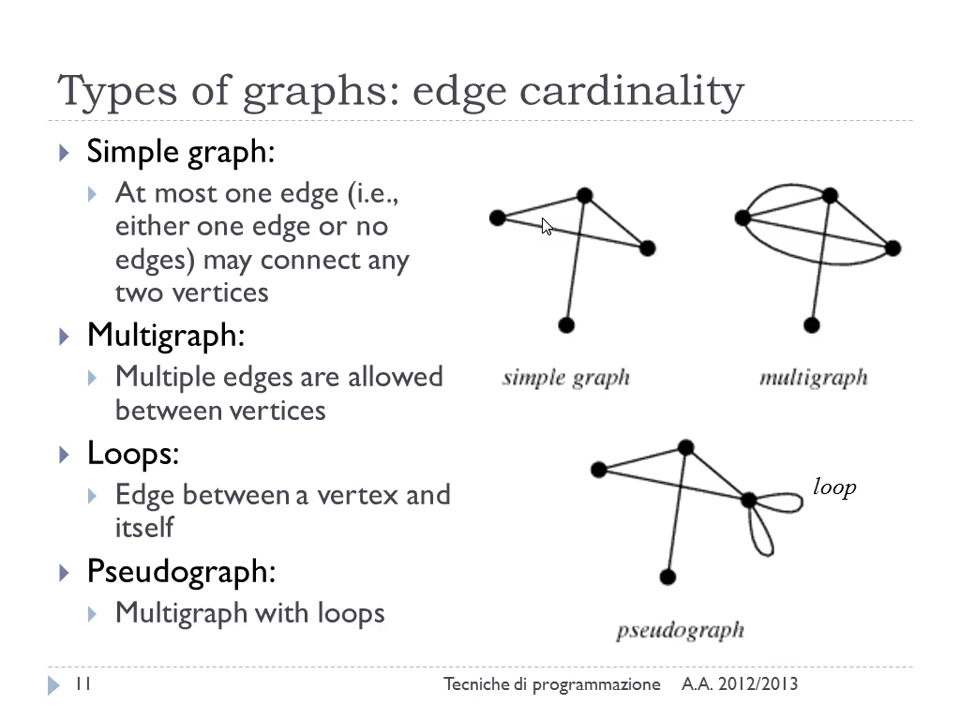 Types of graphs: edge cardinality
Simple graph:
At most one edge (i.e.,
either one edge or no
edges) may connect any
two vertices
Multigraph:
Multiple edges are allowed
between vertices
Loops:
Edge between a vertex and
itself
Pseudograph:
Multigraph with loops
simple graph
multigraph
loop
pseudograph
11
Tecniche di programmazione
A.A. 2012/2013